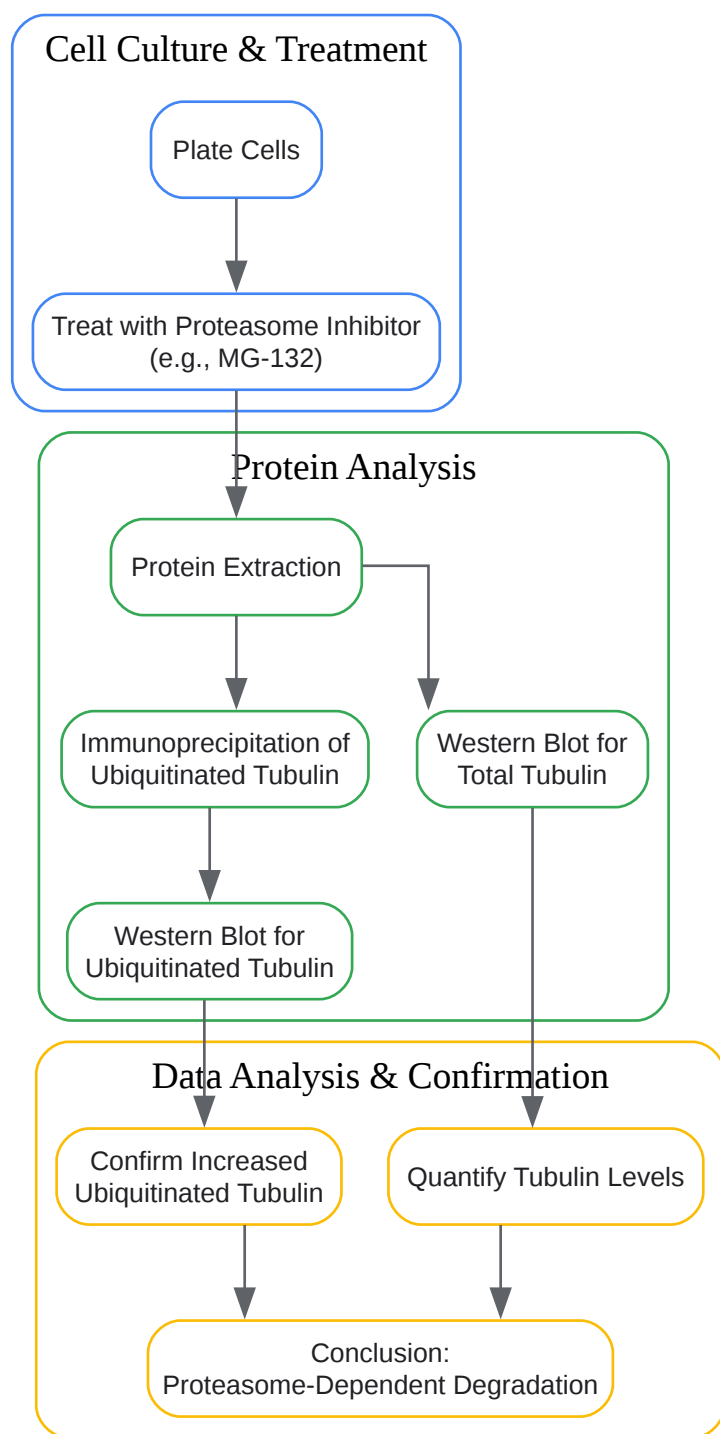 Cell Culture & Treatment
Plate Cells
Treat with Proteasome Inhibitor
(e.g., MG-132)
Protein Analysis
Protein Extraction
Immunoprecipitation of
Ubiquitinated Tubulin
Western Blot for
Total Tubulin
Western Blot for
Ubiquitinated Tubulin
Data Analysis & Confirmation
Confirm Increased
Ubiquitinated Tubulin
Quantify Tubulin Levels
Conclusion:
Proteasome-Dependent Degradation